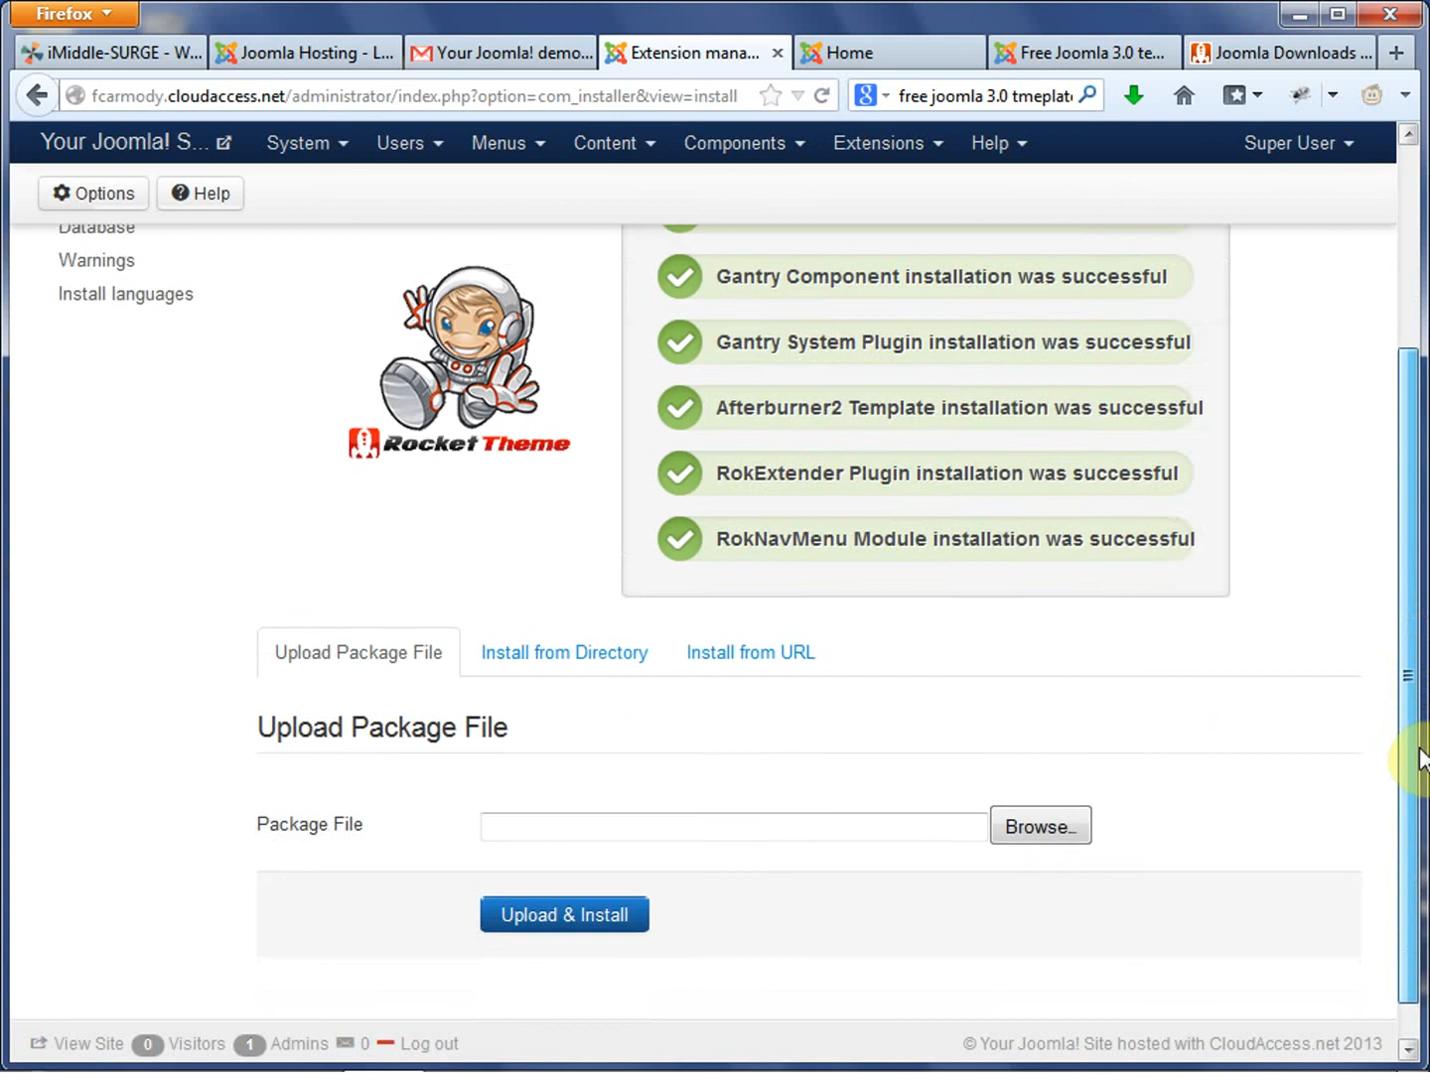 Firefox
iMiddle-SURGE - W...
Joomla Hosting - L...
Your Joomla! demo...
Extension mana...
Home
Free Joomla 3.0 te...
Joomla Downloads ...
fcarmody.cloudaccess.net/administrator/index.php?option=com_installer&view=install
free joomla 3.0 tmeplat
Your Joomla! S...
System
Users
Menus
Content
Components
Extensions
Help
Super User
Options
Help
Database
Warnings
Install languages
RocketTheme
Gantry Component installation was successful
Gantry System Plugin installation was successful
Afterburner2 Template installation was successful
RokExtender Plugin installation was successful
RokNavMenu Module installation was successful
Upload Package File
Install from Directory
Install from URL
Upload Package File
Package File
Browse...
Upload & Install
View Site 0 Visitors 1 Admins 0 Log out
© Your Joomla! Site hosted with CloudAccess.net 2013